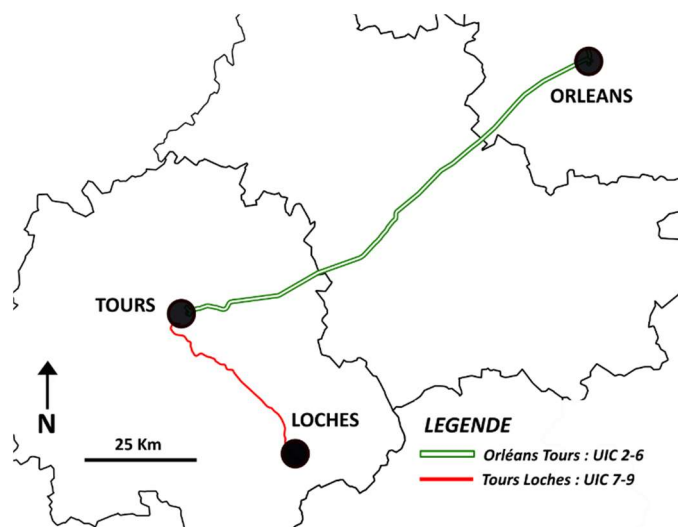 ORLEANS
TOURS
LOCHES
N
25 Km
LEGENDE
Orléans Tours : UIC 2-6
Tours Loches : UIC 7-9